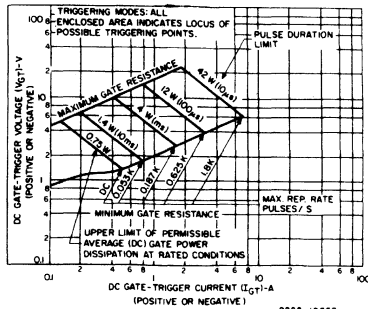 TRIGGERING MODES: ALL
ENCLOSED AREA INDICATES LOCUS OF
POSSIBLE TRIGGERING POINTS.
PULSE DURATION
LIMIT
MAXIMUM GATE RESISTANCE
42 W (10μs)
12 W (100μs)
4 W (ms)
1.4 W (10ms)
0.75 W
DC
0.053 K
0.187 K
0.625 K
1.8 K
MAX. REP. RATE
PULSES / S
MINIMUM GATE RESISTANCE
UPPER LIMIT OF PERMISSIBLE
AVERAGE (DC) GATE POWER
DISSIPATION AT RATED CONDITIONS
DC GATE-TRIGGER VOLTAGE (VGT)-V
(POSITIVE OR NEGATIVE)
100 8
6
4
2
10 8
6
4
2
1 8
6
4
2
0.1
0.1 2 4 6 8 1 2 4 6 8 10 2 4 6 8 100
DC GATE-TRIGGER CURRENT (IGT)-A
(POSITIVE OR NEGATIVE)